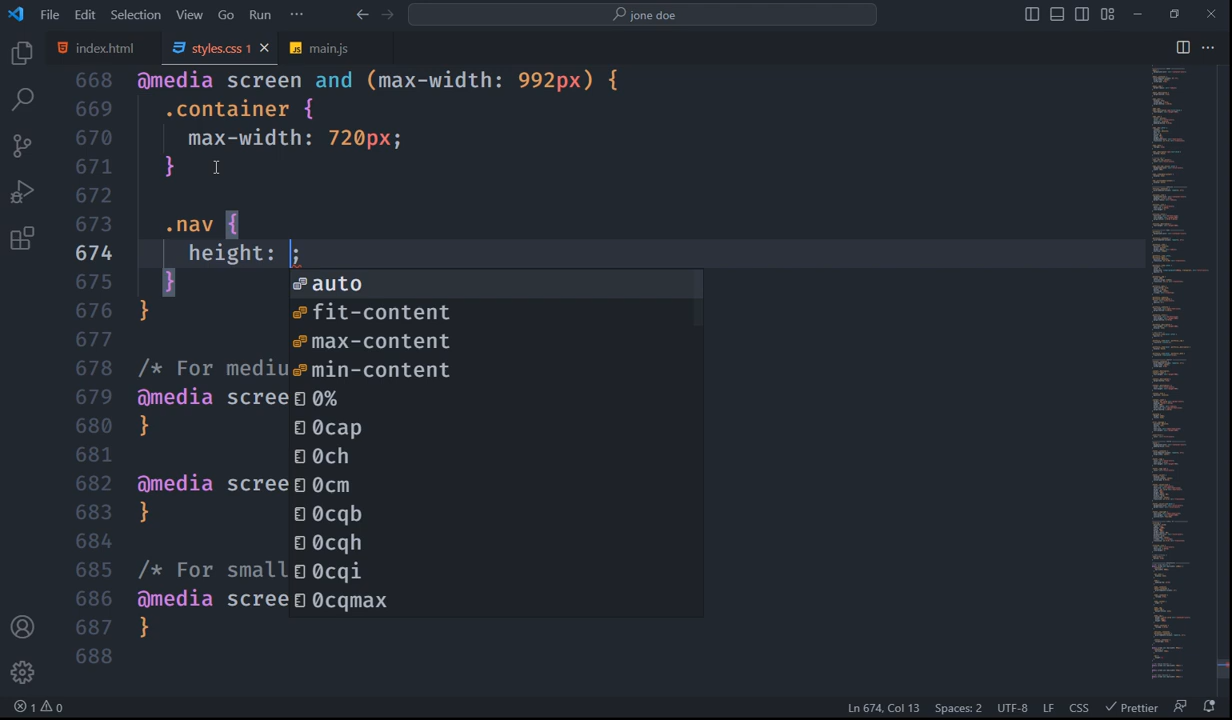 File Edit Selection View Go Run ··· ← → jone doe
index.html styles.css 1 × main.js ···
668 @media screen and (max-width: 992px) {
669 .container {
670 max-width: 720px;
671 }
672
673 .nav {
674 height: ;
675 }
auto
676 }
fit-content
677
max-content
678 /* For mediu
min-content
679 @media scree
0%
680 }
0cap
681
0ch
682 @media scree
0cm
683 }
0cqb
684
0cqh
685 /* For small
0cqi
686 @media scree
0cqmax
687 }
688
1 0 Ln 674, Col 13 Spaces: 2 UTF-8 LF CSS Prettier